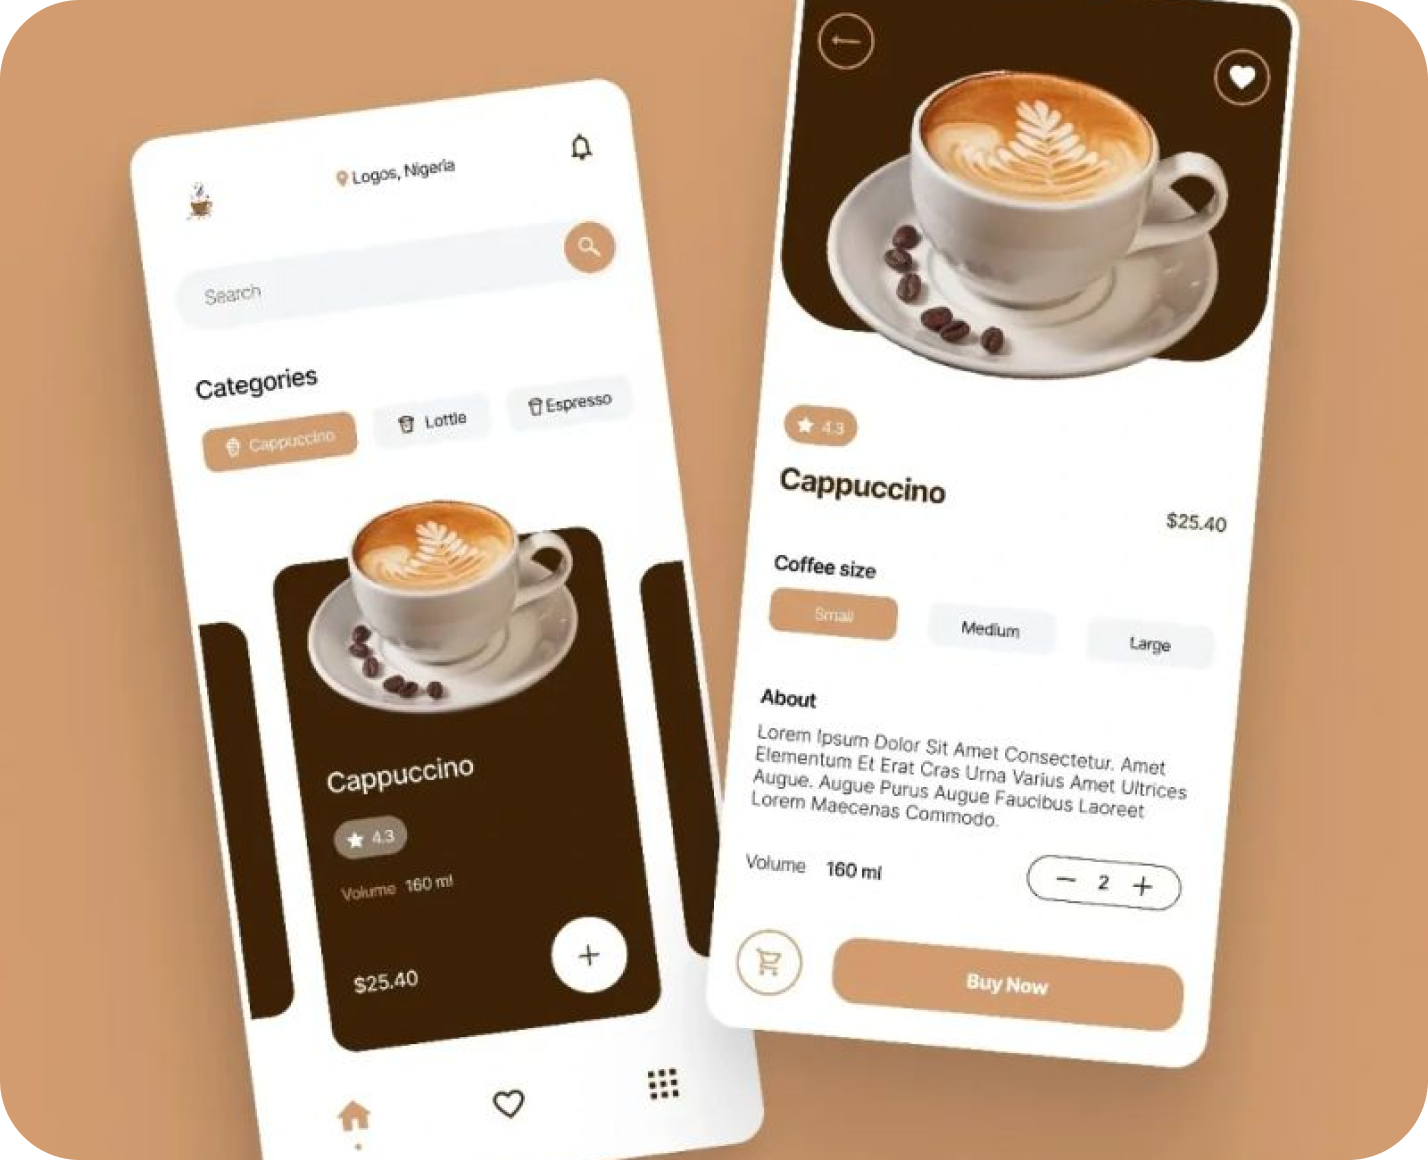 Logos, Nigeria
Search
Categories
Cappuccino
Lottle
Espresso
Cappuccino
4.3
Volume 160 ml
$25.40
4.3
Cappuccino
$25.40
Coffee size
Small
Medium
Large
About
Lorem Ipsum Dolor Sit Amet Consectetur. Amet
Elementum Et Erat Cras Urna Varius Amet Ultrices
Augue. Augue Purus Augue Faucibus Laoreet
Lorem Maecenas Commodo.
Volume 160 ml
2
Buy Now